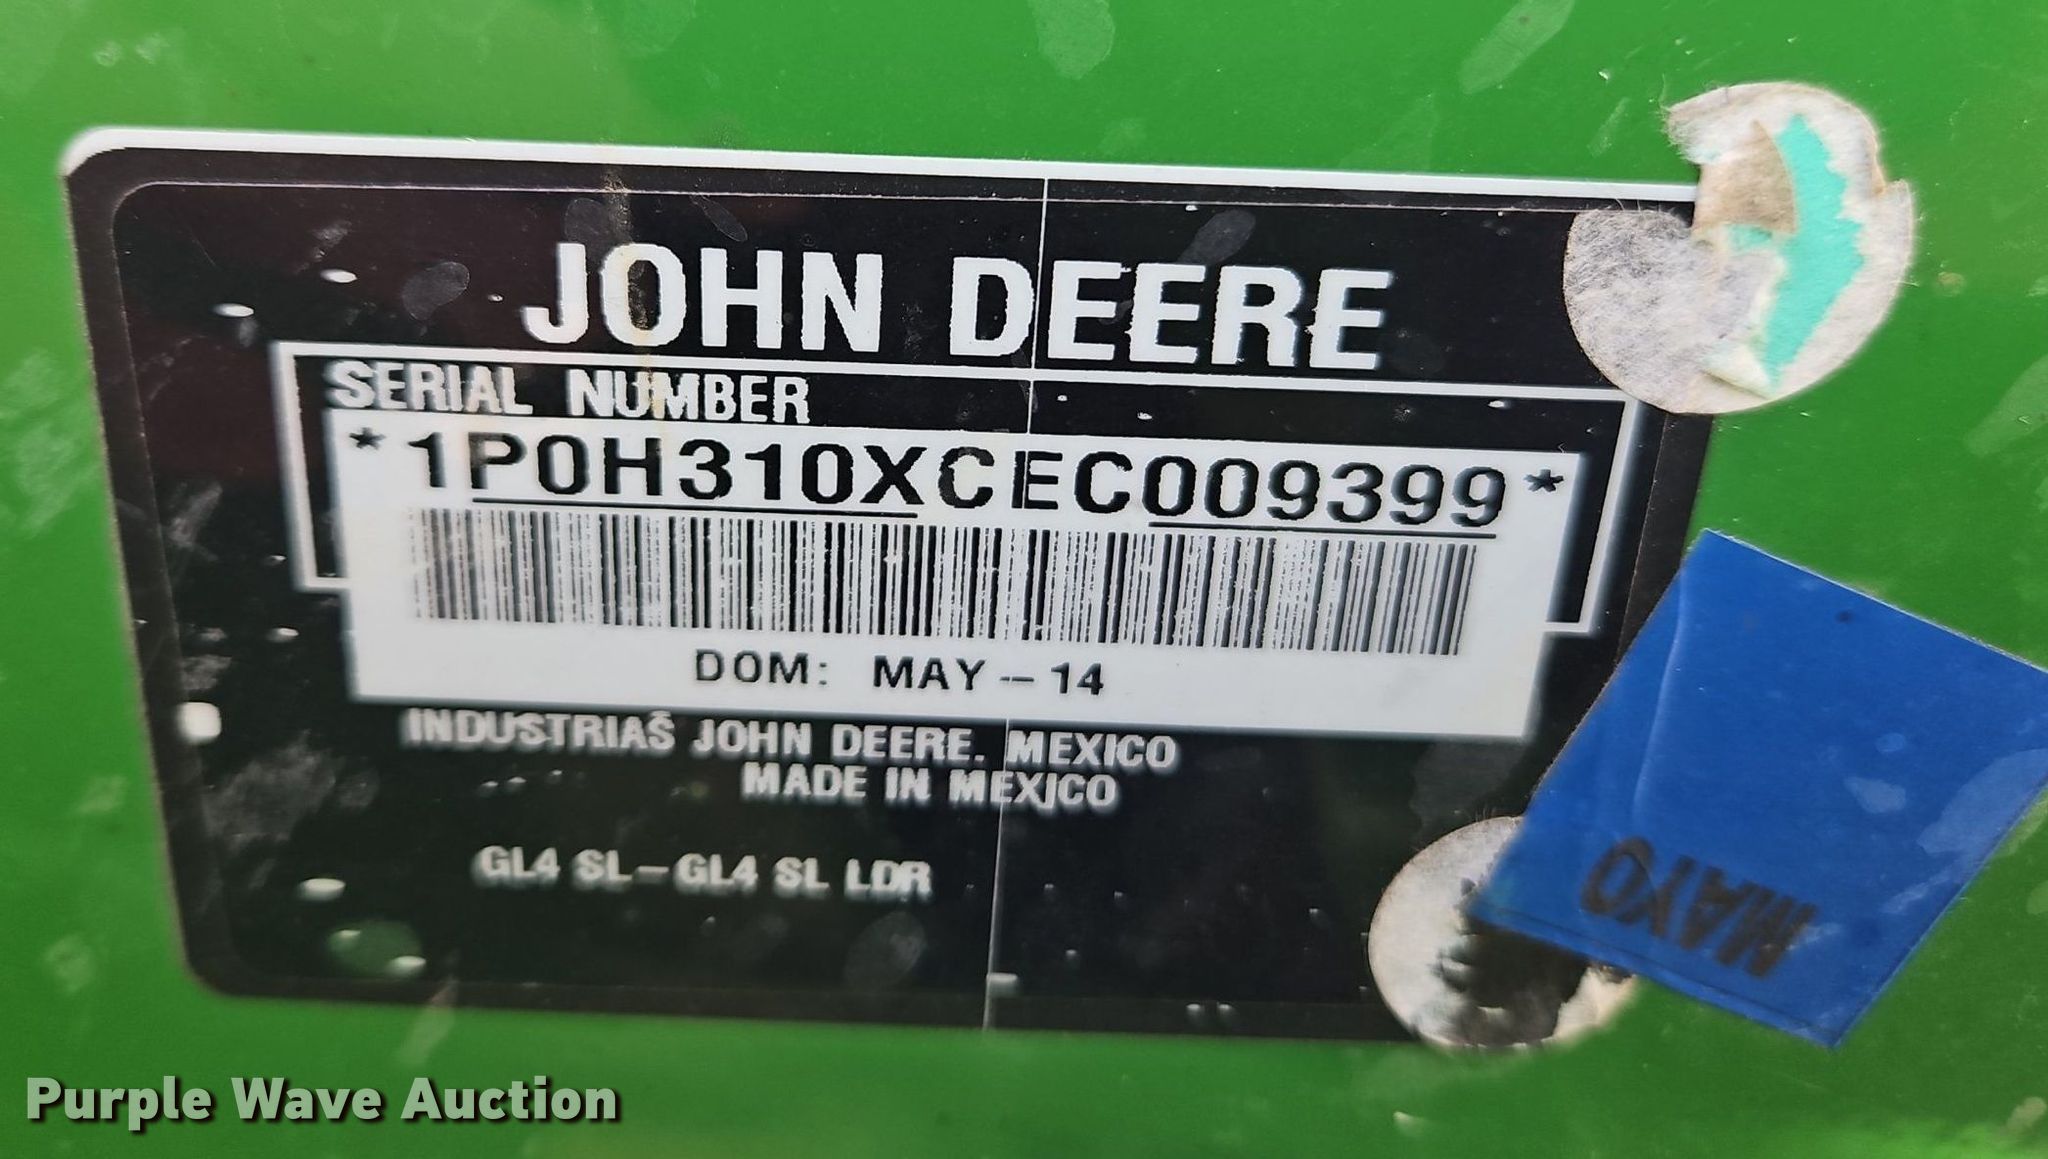 JOHN DEERE
SERIAL NUMBER
*1P0H310XCEC009399*
DOM: MAY-14
INDUSTRIAS JOHN DEERE. MEXICO
MADE IN MEXICO
GL4 SL-GL4 SL LDR
MAYO
Purple Wave Auction